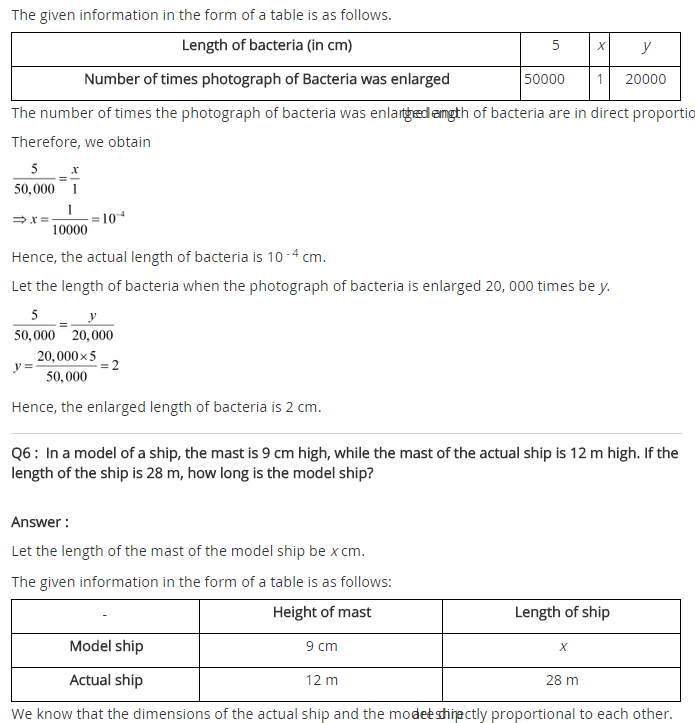 The given information in the form of a table is as follows.
Length of bacteria (in cm) 5 x y
Number of times photograph of Bacteria was enlarged 50000 1 20000
The number of times the photograph of bacteria was enlarged and the length of bacteria are in direct proportio
Therefore, we obtain
5/50,000 = x/1
⇒ x = 1/10000 = 10⁻⁴
Hence, the actual length of bacteria is 10⁻⁴ cm.
Let the length of bacteria when the photograph of bacteria is enlarged 20, 000 times be y.
5/50,000 = y/20,000
y = 20,000×5/50,000 = 2
Hence, the enlarged length of bacteria is 2 cm.
Q6 : In a model of a ship, the mast is 9 cm high, while the mast of the actual ship is 12 m high. If the
length of the ship is 28 m, how long is the model ship?
Answer :
Let the length of the mast of the model ship be x cm.
The given information in the form of a table is as follows:
- Height of mast Length of ship
Model ship 9 cm x
Actual ship 12 m 28 m
We know that the dimensions of the actual ship and the model ship are directly proportional to each other.